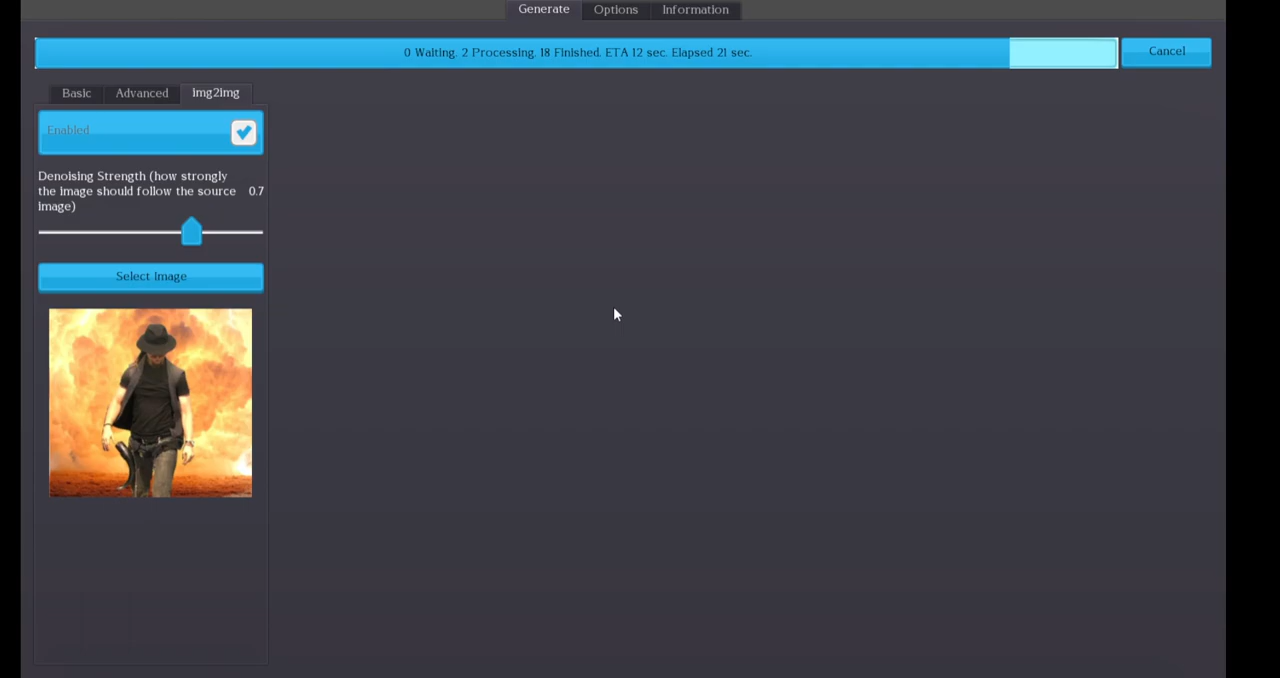 Generate
Options
Information
0 Waiting. 2 Processing. 18 Finished. ETA 12 sec. Elapsed 21 sec.
Cancel
Basic
Advanced
img2img
Enabled
Denoising Strength (how strongly
the image should follow the source
image)
0.7
Select Image